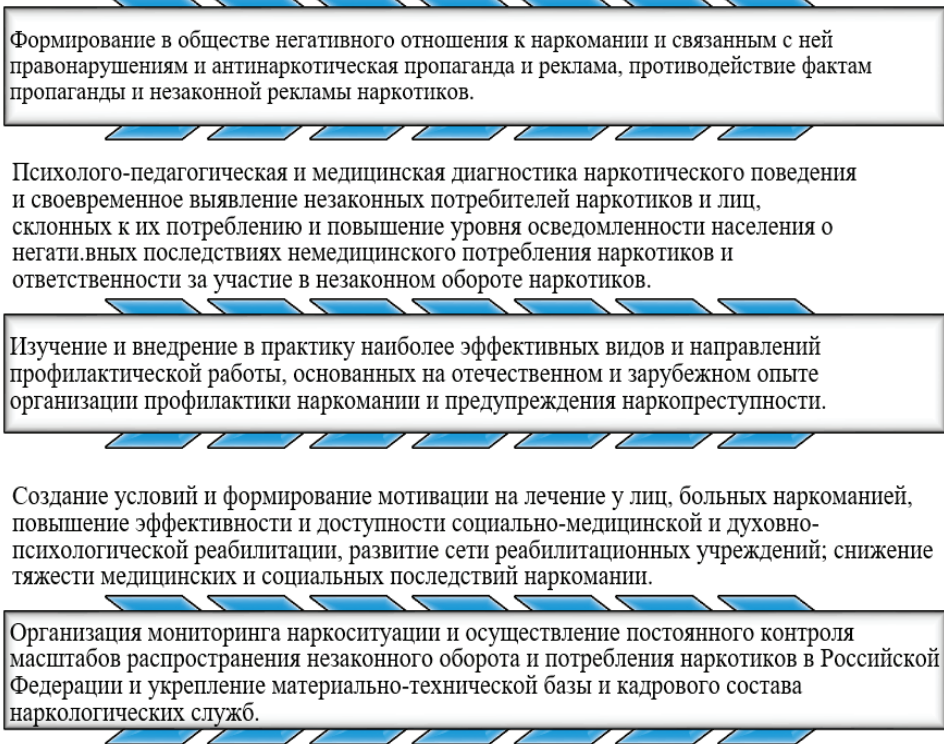 Формирование в обществе негативного отношения к наркомании и связанным с ней
правонарушениям и антинаркотическая пропаганда и реклама, противодействие фактам
пропаганды и незаконной рекламы наркотиков.
Психолого-педагогическая и медицинская диагностика наркотического поведения
и своевременное выявление незаконных потребителей наркотиков и лиц,
склонных к их потреблению и повышение уровня осведомленности населения о
негати.вных последствиях немедицинского потребления наркотиков и
ответственности за участие в незаконном обороте наркотиков.
Изучение и внедрение в практику наиболее эффективных видов и направлений
профилактической работы, основанных на отечественном и зарубежном опыте
организации профилактики наркомании и предупреждения наркопреступности.
Создание условий и формирование мотивации на лечение у лиц, больных наркоманией,
повышение эффективности и доступности социально-медицинской и духовно-
психологической реабилитации, развитие сети реабилитационных учреждений; снижение
тяжести медицинских и социальных последствий наркомании.
Организация мониторинга наркоситуации и осуществление постоянного контроля
масштабов распространения незаконного оборота и потребления наркотиков в Российской
Федерации и укрепление материально-технической базы и кадрового состава
наркологических служб.